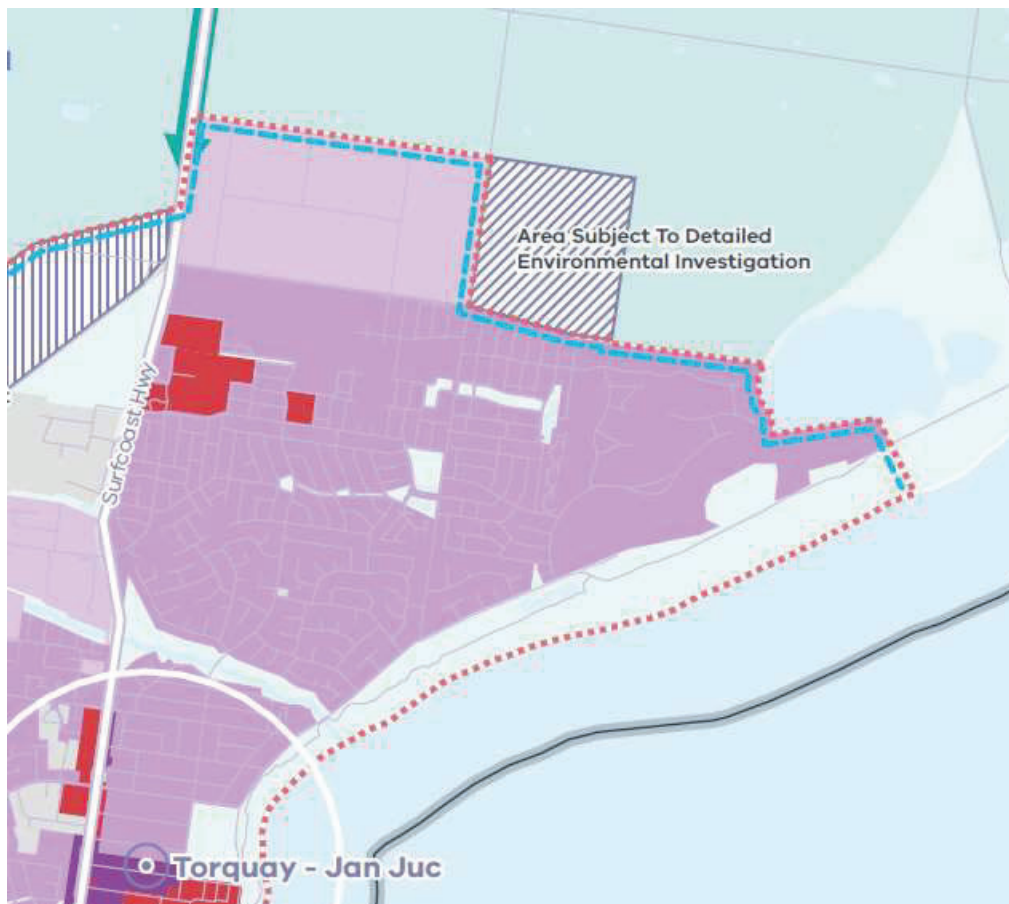 Area Subject To Detailed
Environmental Investigation
Surfcoast Hwy
Torquay - Jan Juc